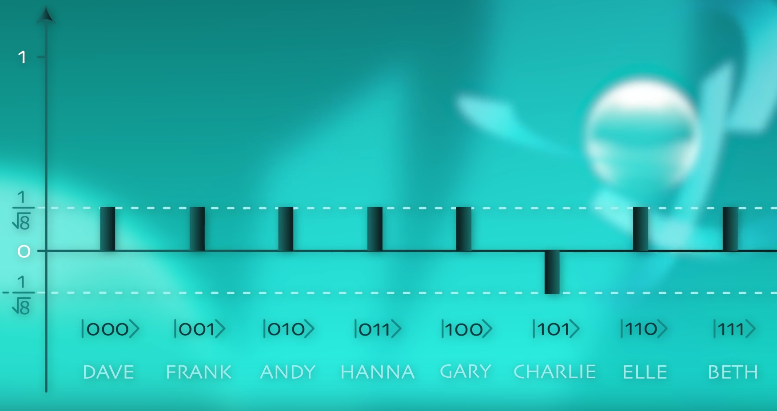 1
1/√8
0
-1/√8
|000⟩ |001⟩ |010⟩ |011⟩ |100⟩ |101⟩ |110⟩ |111⟩
DAVE FRANK ANDY HANNA GARY CHARLIE ELLE BETH